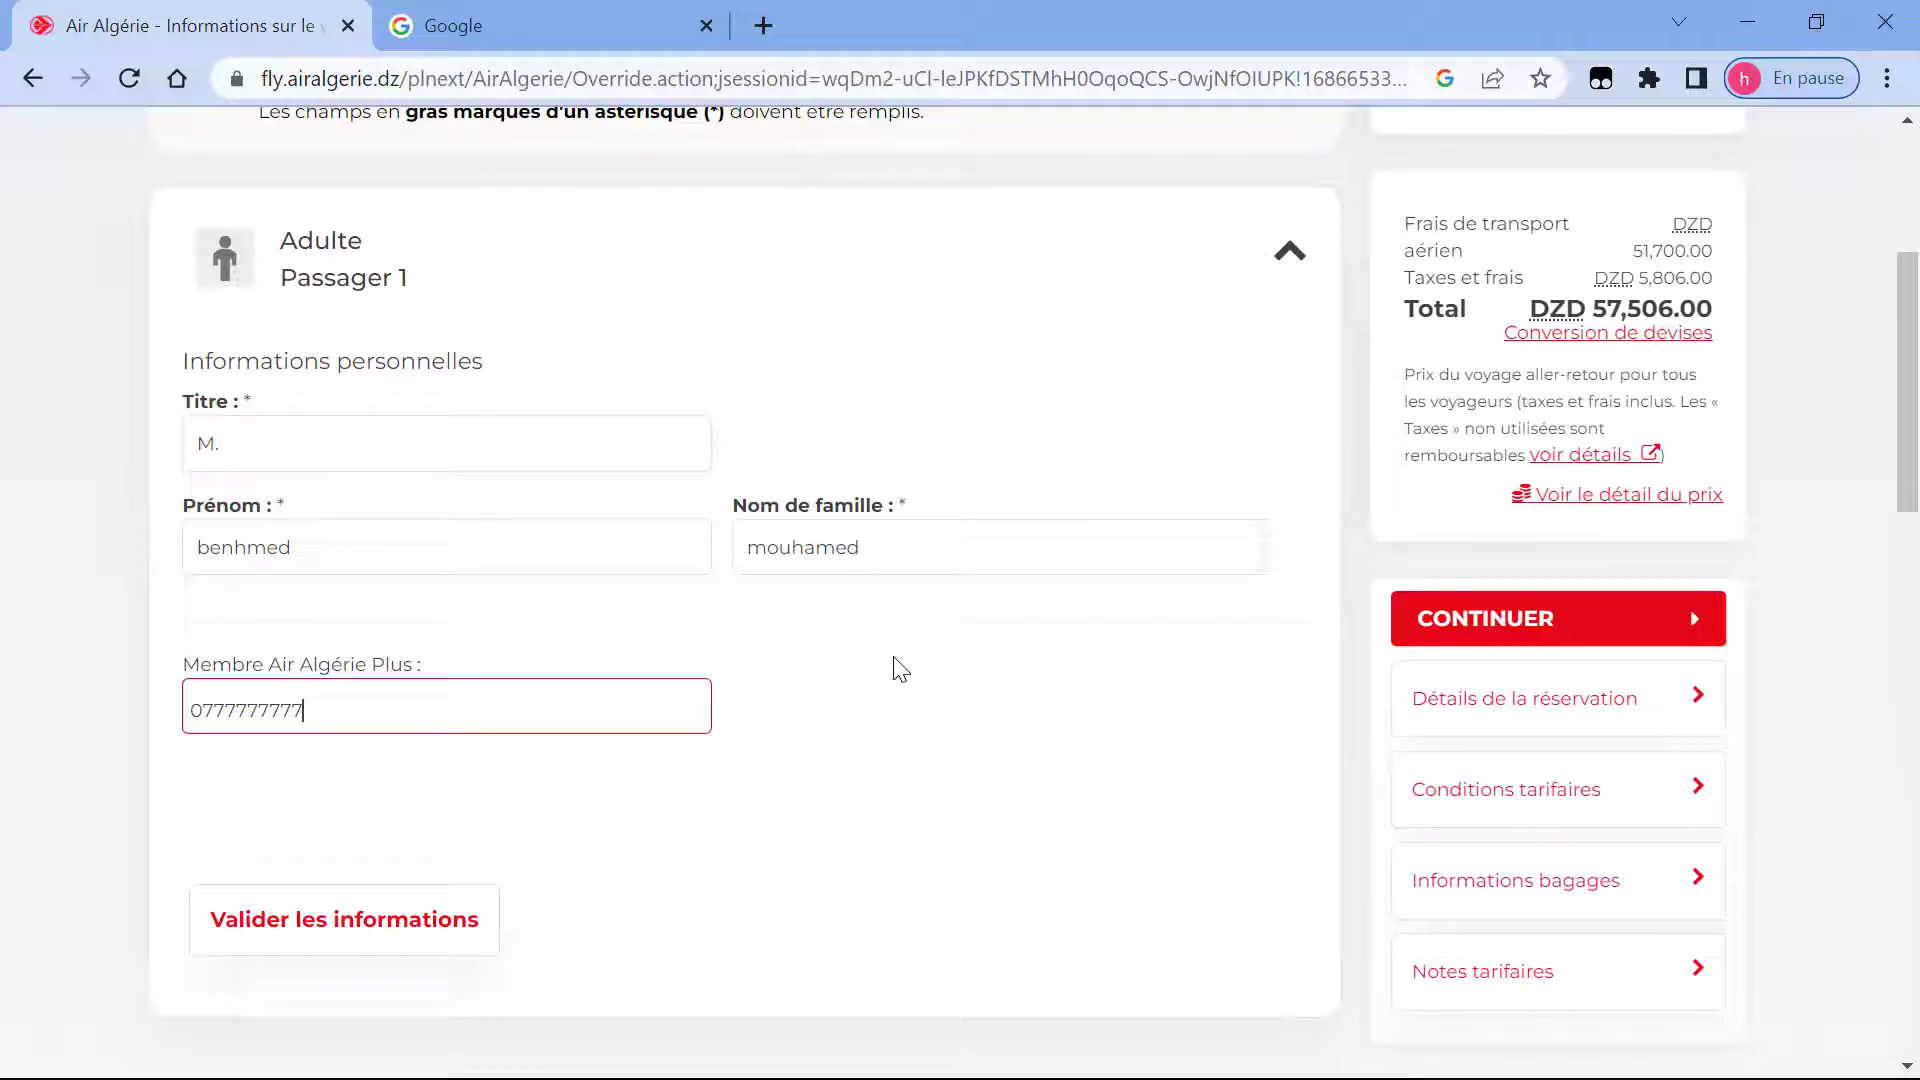 Air Algérie - Informations sur le
Google
fly.airalgerie.dz/plnext/AirAlgerie/Override.action;jsessionid=wqDm2-uCl-leJPKfDSTMhH0OqoQCS-OwjNfOIUPK!16866533...
h
En pause
Les champs en gras marqués d'un astérisque (*) doivent être remplis.
Adulte
Passager 1
Informations personnelles
Titre : *
M.
Prénom : *
Nom de famille : *
benhmed
mouhamed
Membre Air Algérie Plus :
0777777777
Valider les informations
Frais de transport aérien DZD 51,700.00
Taxes et frais DZD 5,806.00
Total DZD 57,506.00
Conversion de devises
Prix du voyage aller-retour pour tous
les voyageurs (taxes et frais inclus. Les «
Taxes » non utilisées sont
remboursables voir détails )
Voir le détail du prix
CONTINUER
Détails de la réservation
Conditions tarifaires
Informations bagages
Notes tarifaires